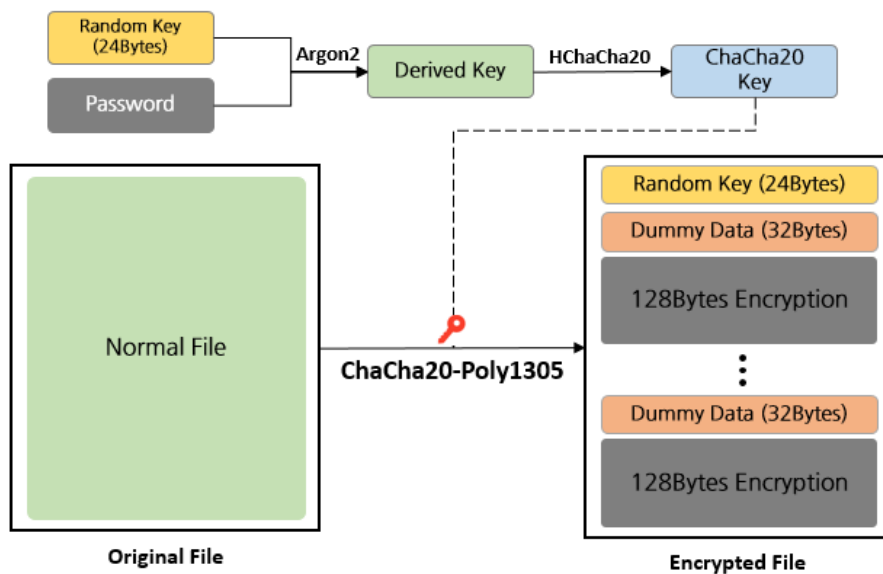 Random Key
(24Bytes)
Argon2
Derived Key
HChaCha20
ChaCha20
Key
Password
Normal File
ChaCha20-Poly1305
Random Key (24Bytes)
Dummy Data (32Bytes)
128Bytes Encryption
Dummy Data (32Bytes)
128Bytes Encryption
Original File
Encrypted File